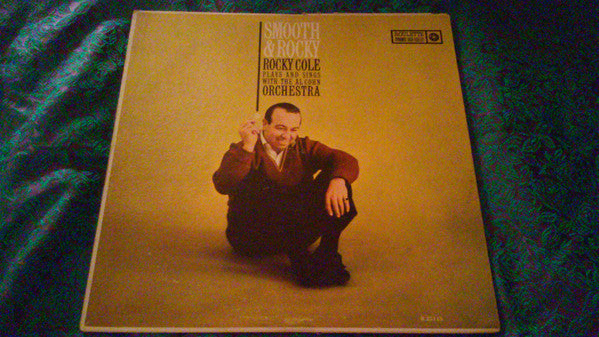 SMOOTH
& ROCKY
ROCKY COLE
PLAYS AND SINGS
WITH THE AL COHN
ORCHESTRA